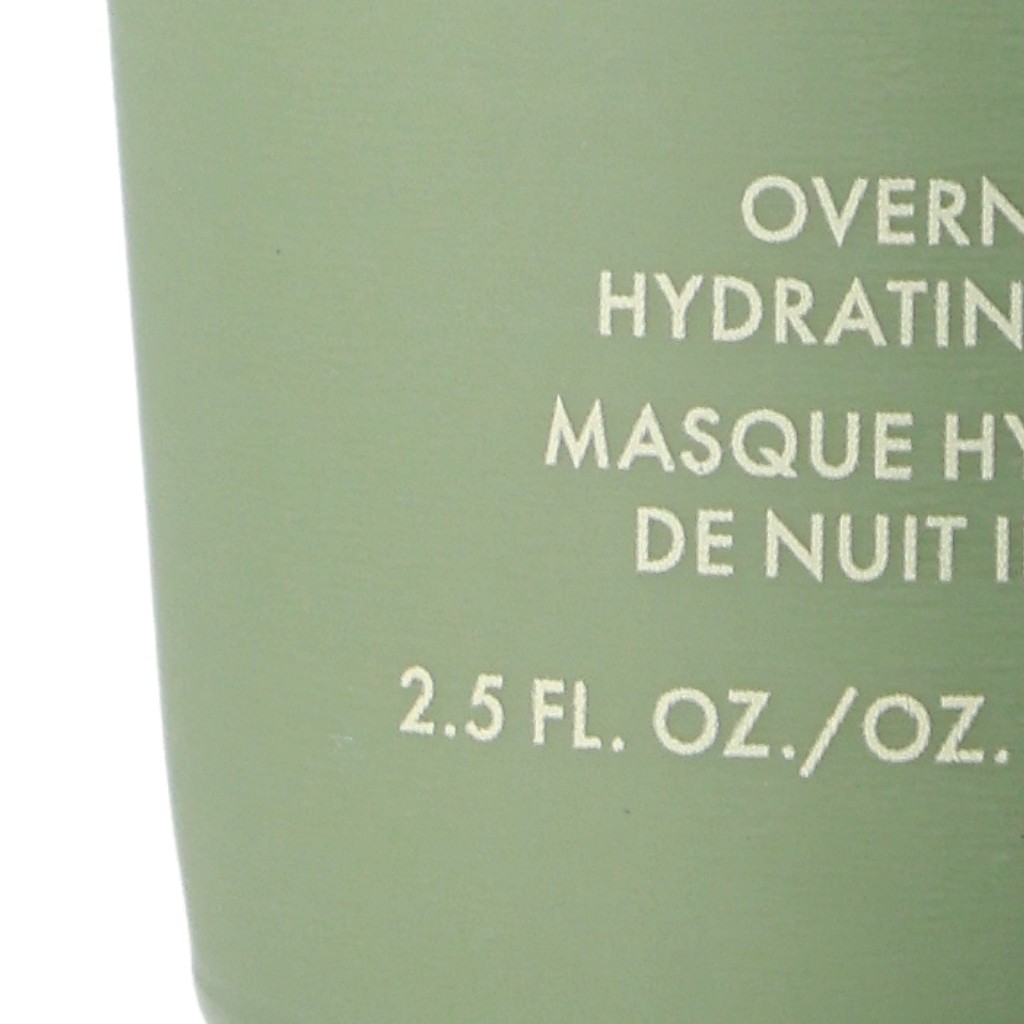 OVERN
HYDRATIN
MASQUE HY
DE NUIT I
2.5 FL. OZ./OZ.